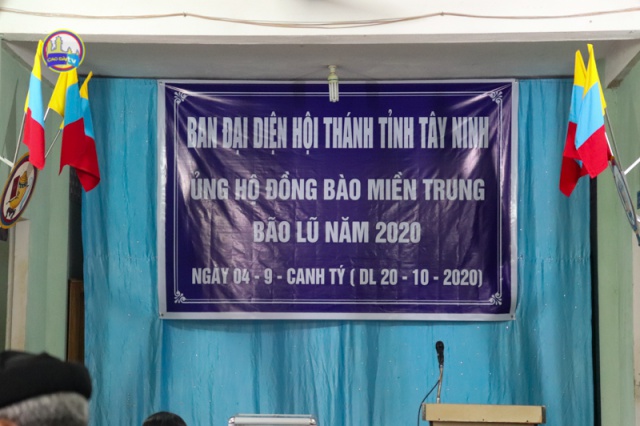 BAN ĐẠI DIỆN HỘI THÁNH TỈNH TÂY NINH
ỦNG HỘ ĐỒNG BÀO MIỀN TRUNG
BÃO LŨ NĂM 2020
NGÀY 04 - 9 - CANH TÝ ( DL 20 - 10 - 2020)